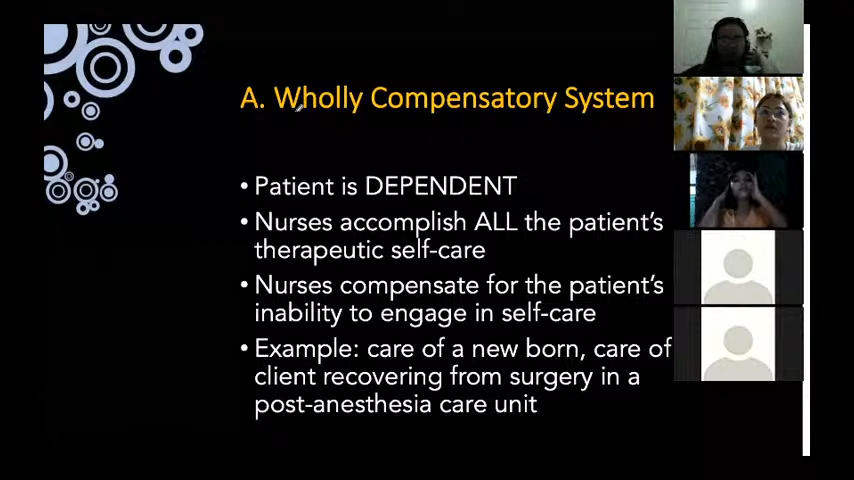 A. Wholly Compensatory System
• Patient is DEPENDENT
• Nurses accomplish ALL the patient's
therapeutic self-care
• Nurses compensate for the patient's
inability to engage in self-care
• Example: care of a new born, care of
client recovering from surgery in a
post-anesthesia care unit